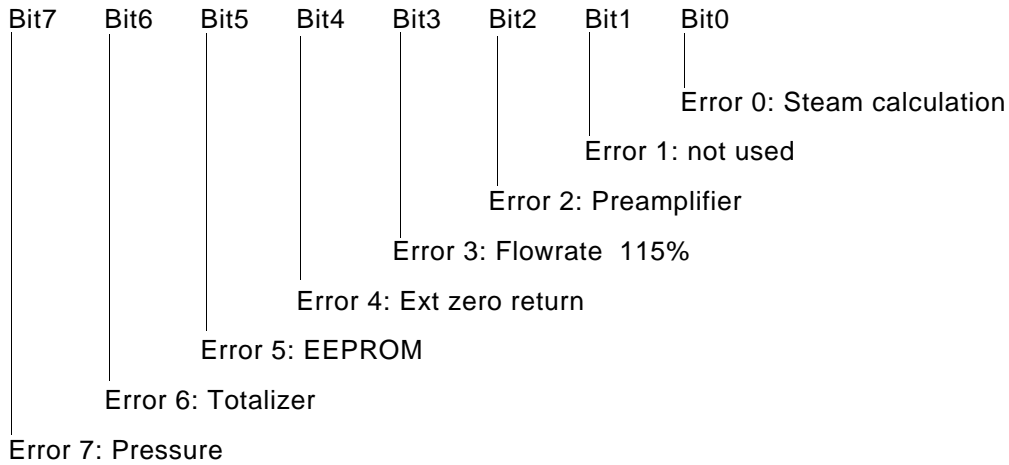 Bit7 Bit6 Bit5 Bit4 Bit3 Bit2 Bit1 Bit0
Error 0: Steam calculation
Error 1: not used
Error 2: Preamplifier
Error 3: Flowrate 115%
Error 4: Ext zero return
Error 5: EEPROM
Error 6: Totalizer
Error 7: Pressure